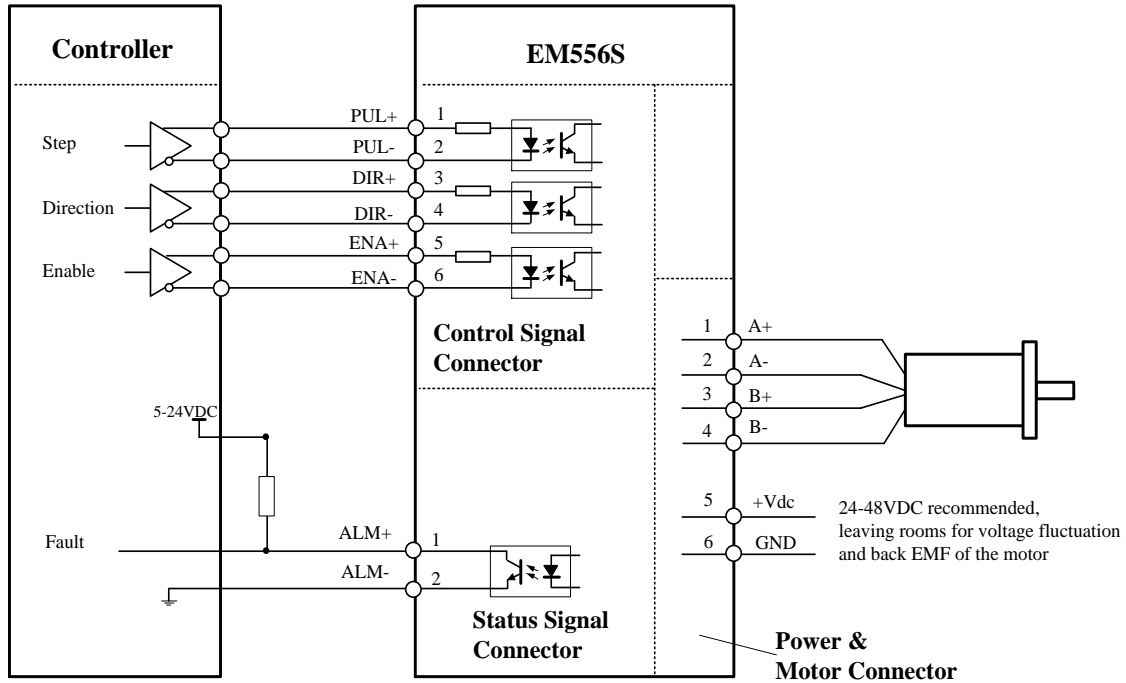 Controller
EM556S
Step
PUL+
1
PUL-
2
Direction
DIR+
3
DIR-
4
Enable
ENA+
5
ENA-
6
Control Signal
Connector
1
A+
2
A-
3
B+
4
B-
5
+Vdc
6
GND
24-48VDC recommended,
leaving rooms for voltage fluctuation
and back EMF of the motor
5-24VDC
Fault
ALM+
1
ALM-
2
Status Signal
Connector
Power &
Motor Connector